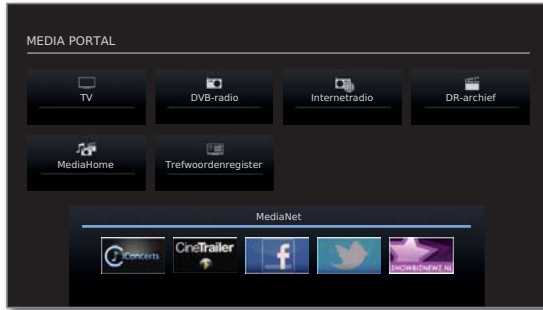 MEDIA PORTAL
TV
DVB-radio
Internetradio
DR-archief
MediaHome
Trefwoordenregister
MediaNet
iConcerts
CineTrailer
f
SHOWBIZNEWZ.NL